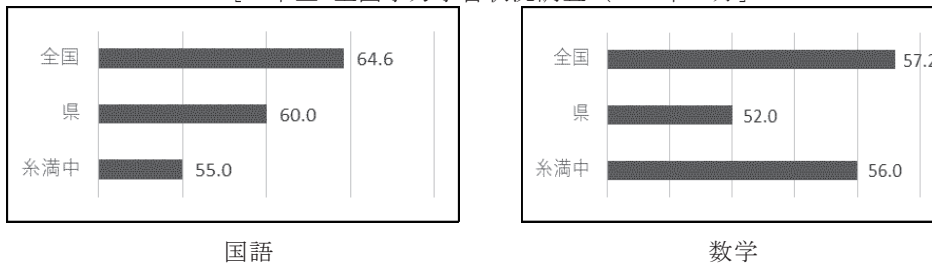 全国 64.6
県 60.0
糸満中 55.0
国語
全国 57.2
県 52.0
糸満中 56.0
数学